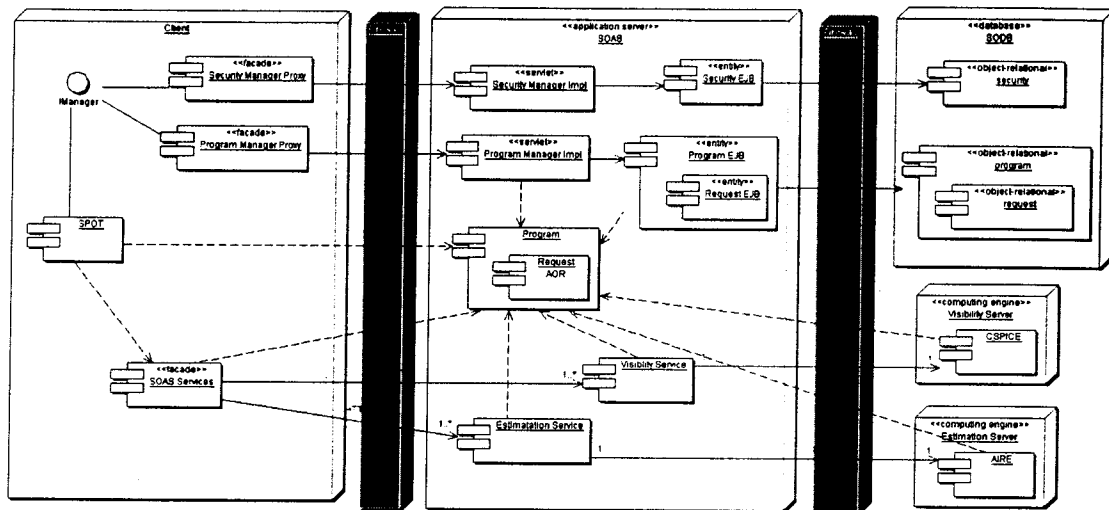 Client
<<facade>>
Security Manager Proxy
IManager
<<facade>>
Program Manager Proxy
SPOT
<<facade>>
SOAS Services
<<application server>>
SOAS
<<servlet>>
Security Manager Impl
<<entity>>
Security EJB
<<servlet>>
Program Manager Impl
<<entity>>
Program EJB
<<entity>>
Request EJB
Program
Request
AOR
1..*
Visiblity Service
1
1..*
Estimatation Service
1
1
<<database>>
SODB
<<object-relational>>
security
<<object-relational>>
program
<<object-relational>>
request
<<computing engine>>
Visibility Server
CSPICE
<<computing engine>>
Estimation Server
AIRE